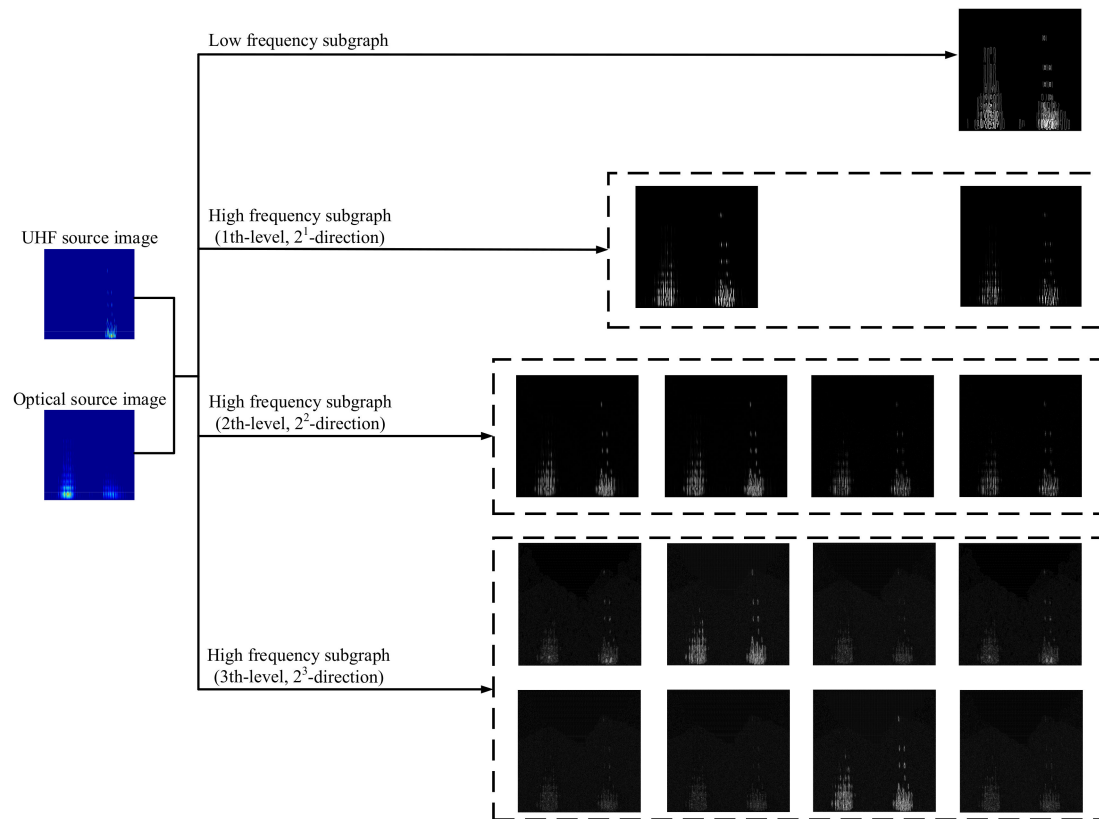 Low frequency subgraph
High frequency subgraph
(1th-level, 2¹-direction)
UHF source image
Optical source image
High frequency subgraph
(2th-level, 2²-direction)
High frequency subgraph
(3th-level, 2³-direction)